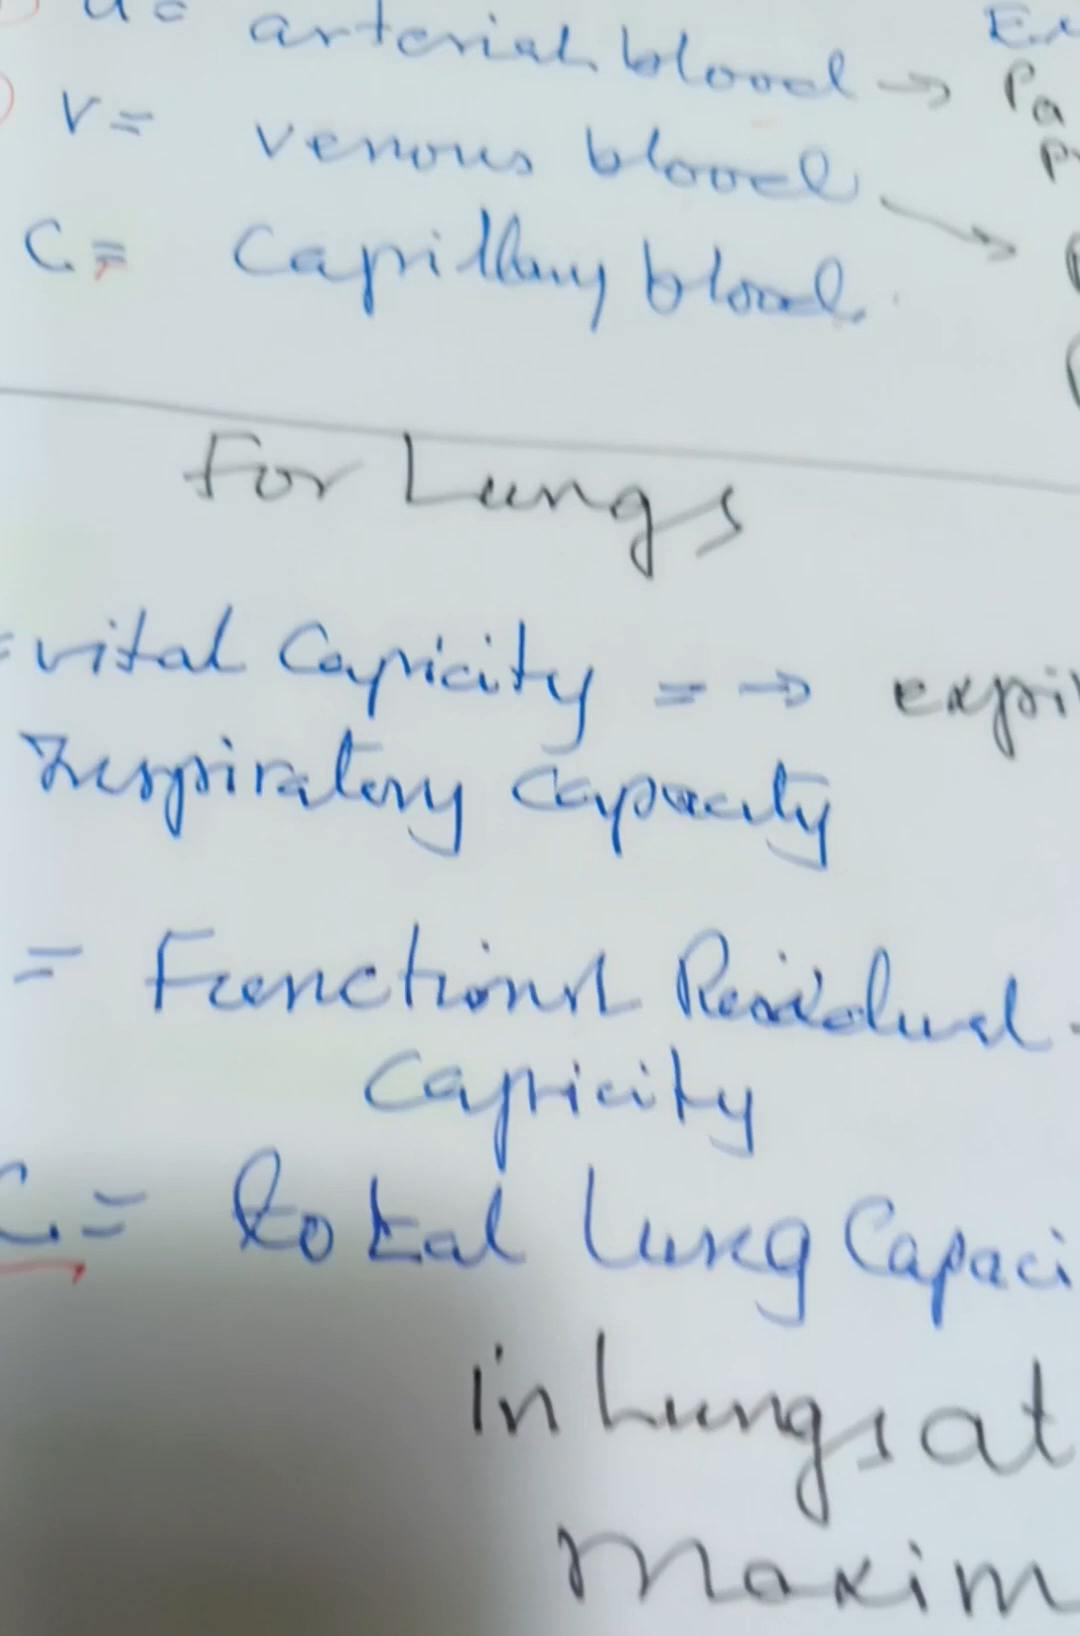 a = arterial blood →
Pa
V = venous blood
C = Capillary blood
For Lungs
= vital Capicity = → expi
Inspiratory Capacity
= Functionl Residual
Capicity
C = total lung Capaci
in Lungs at
Maxim